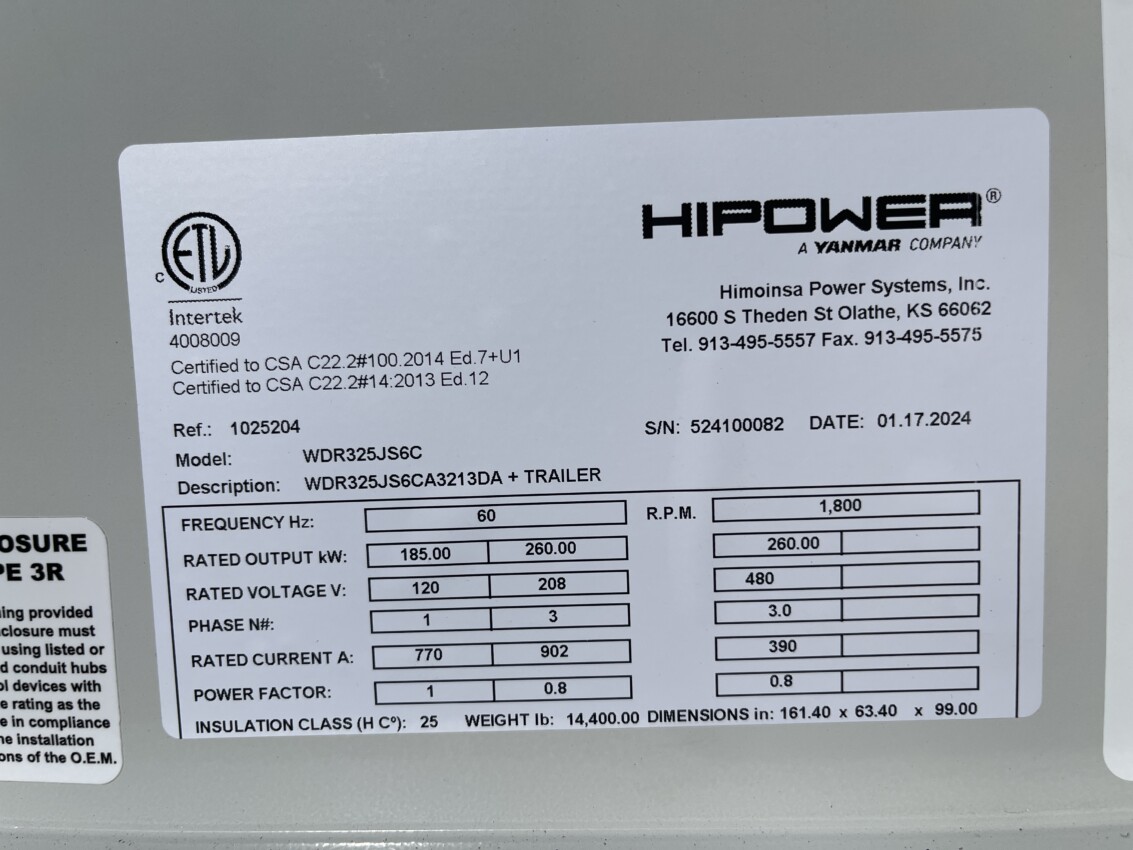 HIPOWER®
A YANMAR COMPANY
C
ETL
LISTED
Intertek
4008009
Certified to CSA C22.2#100.2014 Ed.7+U1
Certified to CSA C22.2#14:2013 Ed.12
Himoinsa Power Systems, Inc.
16600 S Theden St Olathe, KS 66062
Tel. 913-495-5557 Fax. 913-495-5575
Ref.: 1025204
S/N: 524100082 DATE: 01.17.2024
Model: WDR325JS6C
Description: WDR325JS6CA3213DA + TRAILER
FREQUENCY Hz: 60 R.P.M. 1,800
RATED OUTPUT kW: 185.00 260.00 260.00
RATED VOLTAGE V: 120 208 480
PHASE N#: 1 3 3.0
RATED CURRENT A: 770 902 390
POWER FACTOR: 1 0.8 0.8
INSULATION CLASS (H Cº): 25 WEIGHT lb: 14,400.00 DIMENSIONS in: 161.40 x 63.40 x 99.00
OSURE
PE 3R
ing provided
closure must
using listed or
d conduit hubs
ol devices with
e rating as the
e in compliance
he installation
ons of the O.E.M.